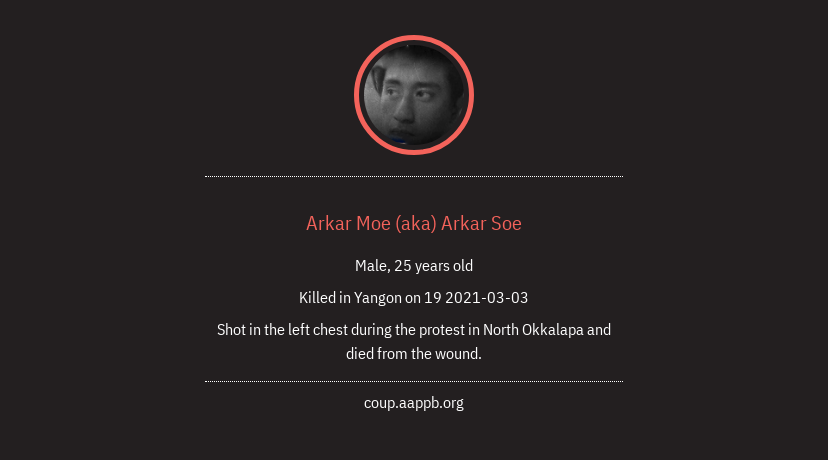 Arkar Moe (aka) Arkar Soe
Male, 25 years old
Killed in Yangon on 19 2021-03-03
Shot in the left chest during the protest in North Okkalapa and
died from the wound.
coup.aappb.org